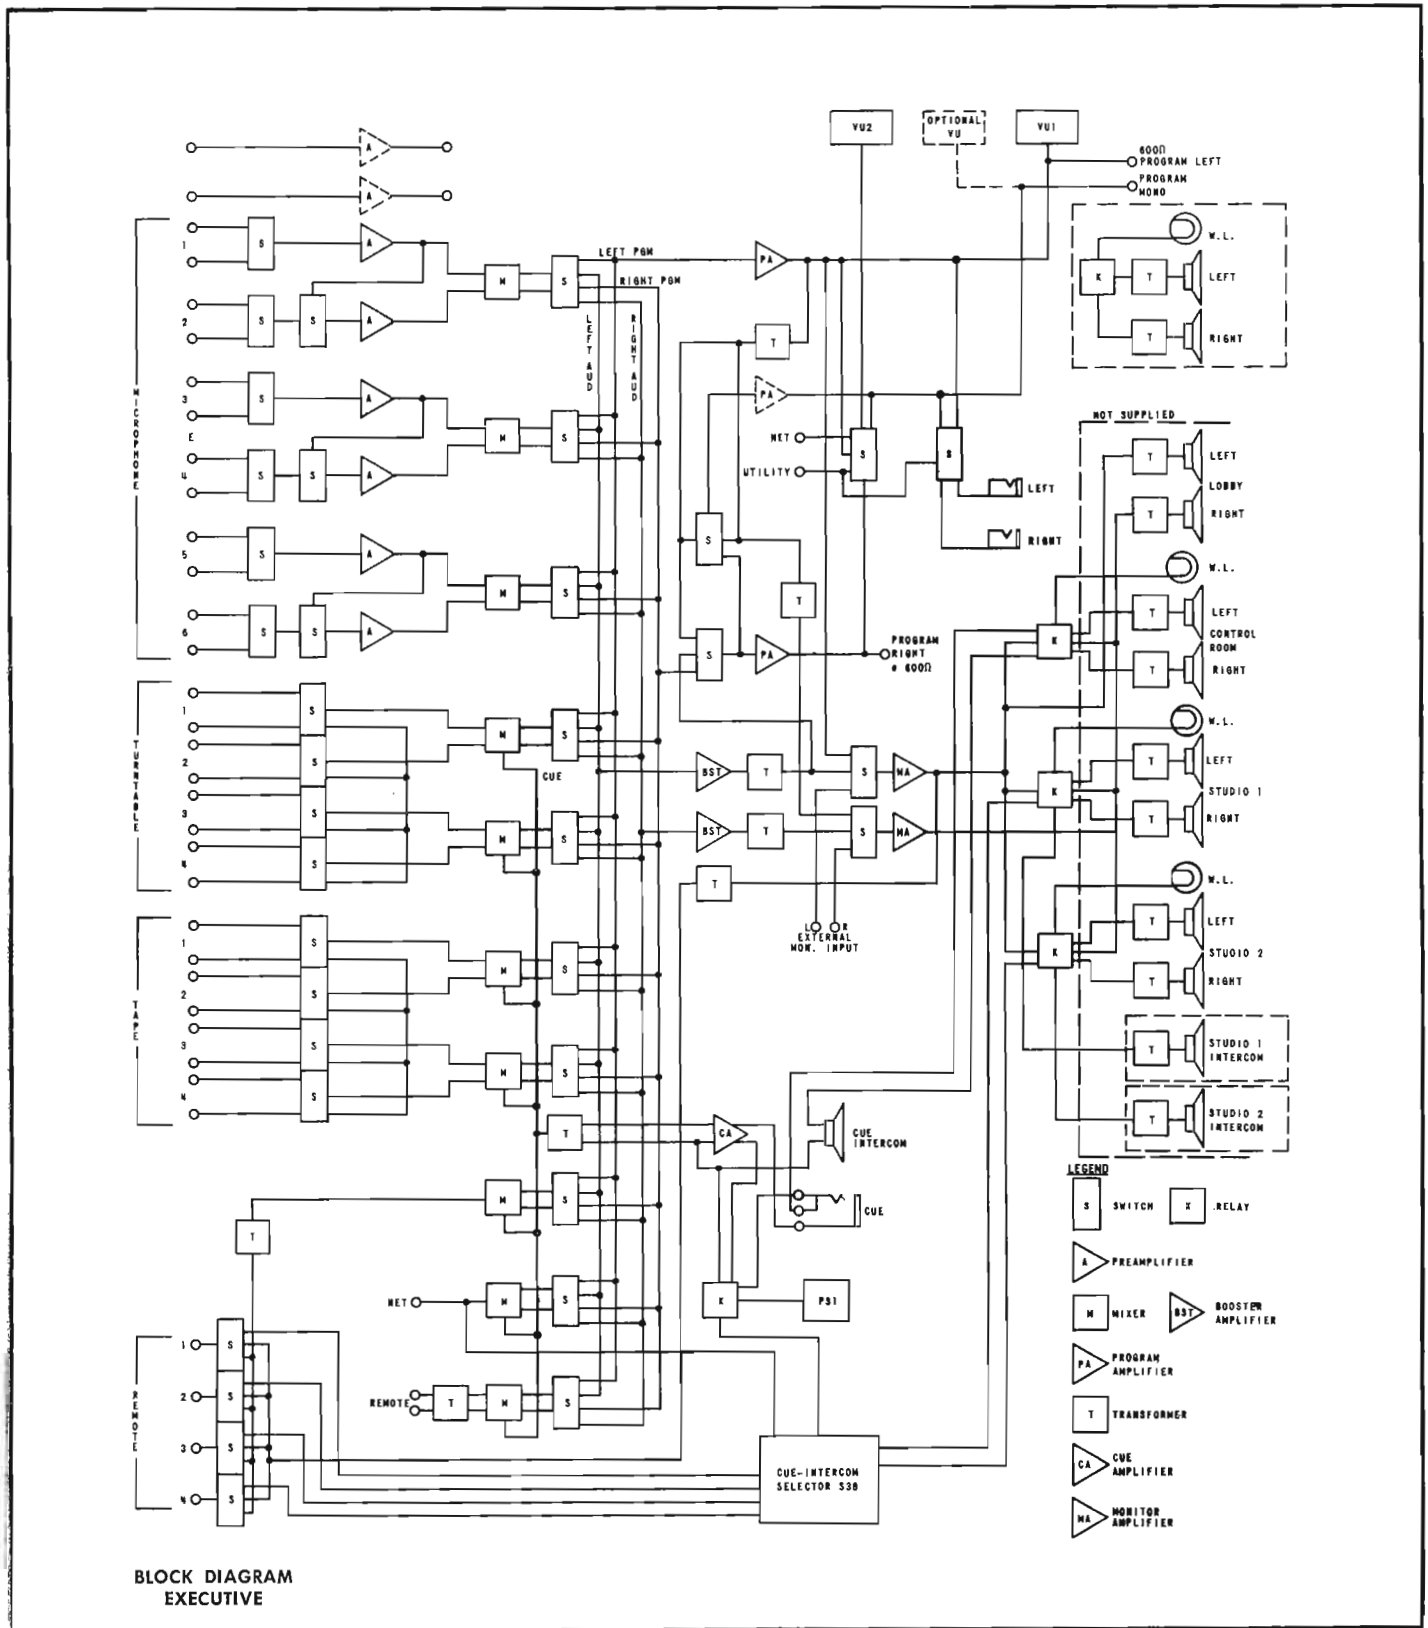 VU2
OPTIONAL
VU
VU1
600Ω
PROGRAM LEFT
PROGRAM
MONO
A
A
MICROPHONE
1
S
A
2
S
S
A
M
S
LEFT PGM
RIGHT PGM
LEFT AUD
RIGHT AUD
PA
T
PA
W.L.
K
T
LEFT
T
RIGHT
3
S
A
E
4
S
S
A
M
S
NET
UTILITY
S
S
LEFT
RIGHT
NOT SUPPLIED
T
LEFT
LOBBY
T
RIGHT
5
S
A
6
S
S
A
M
S
S
T
S
PA
PROGRAM
RIGHT
@ 600Ω
W.L.
K
T
LEFT
CONTROL
ROOM
T
RIGHT
TURNTABLE
1
S
2
S
M
S
CUE
3
S
4
S
M
S
BST
T
S
MA
BST
T
S
MA
T
L
R
EXTERNAL
MON. INPUT
W.L.
K
T
LEFT
STUDIO 1
T
RIGHT
W.L.
K
T
LEFT
STUDIO 2
T
RIGHT
TAPE
1
S
2
S
M
S
3
S
4
S
M
S
T
STUDIO 1
INTERCOM
T
STUDIO 2
INTERCOM
T
CA
CUE
INTERCOM
CUE
T
M
S
NET
M
S
K
PS1
REMOTE
T
M
S
REMOTE
1
S
2
S
3
S
4
S
CUE-INTERCOM
SELECTOR S38
LEGEND
S
SWITCH
K
RELAY
A
PREAMPLIFIER
M
MIXER
BST
BOOSTER
AMPLIFIER
PA
PROGRAM
AMPLIFIER
T
TRANSFORMER
CA
CUE
AMPLIFIER
MA
MONITOR
AMPLIFIER
BLOCK DIAGRAM
EXECUTIVE